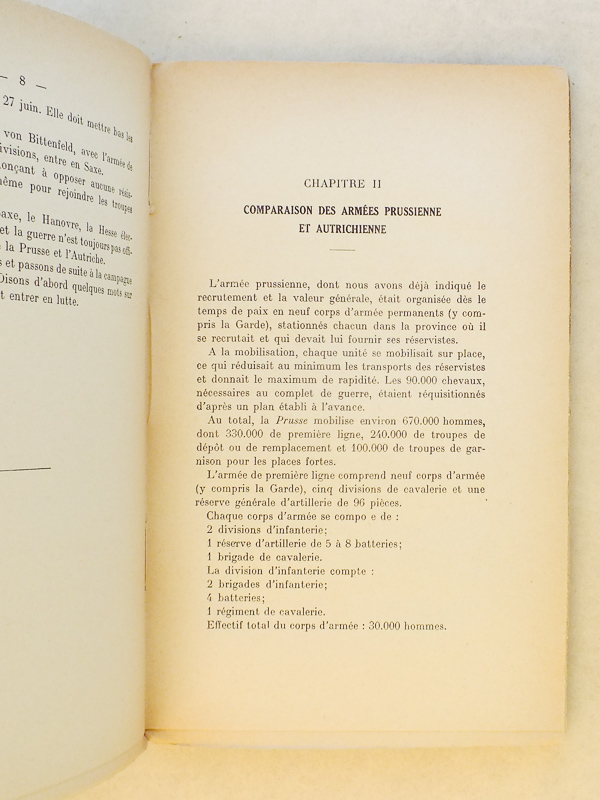 — 8 —
27 juin. Elle doit mettre bas les
von Bittenfeld, avec l'armée de
visions, entre en Saxe.
onçant à opposer aucune résis-
ême pour rejoindre les troupes
axe, le Hanovre, la Hesse élec-
et la guerre n'est toujours pas offi-
la Prusse et l'Autriche.
s et passons de suite à la campagne
Disons d'abord quelques mots sur
t entrer en lutte.
CHAPITRE II
COMPARAISON DES ARMÉES PRUSSIENNE
ET AUTRICHIENNE
L'armée prussienne, dont nous avons déjà indiqué le
recrutement et la valeur générale, était organisée dès le
temps de paix en neuf corps d'armée permanents (y com-
pris la Garde), stationnés chacun dans la province où il
se recrutait et qui devait lui fournir ses réservistes.
A la mobilisation, chaque unité se mobilisait sur place,
ce qui réduisait au minimum les transports des réservistes
et donnait le maximum de rapidité. Les 90.000 chevaux,
nécessaires au complet de guerre, étaient réquisitionnés
d'après un plan établi à l'avance.
Au total, la Prusse mobilise environ 670.000 hommes,
dont 330.000 de première ligne, 240.000 de troupes de
dépôt ou de remplacement et 100.000 de troupes de gar-
nison pour les places fortes.
L'armée de première ligne comprend neuf corps d'armée
(y compris la Garde), cinq divisions de cavalerie et une
réserve générale d'artillerie de 96 pièces.
Chaque corps d'armée se compo e de :
2 divisions d'infanterie;
1 réserve d'artillerie de 5 à 8 batteries;
1 brigade de cavalerie.
La division d'infanterie compte :
2 brigades d'infanterie;
4 batteries;
1 régiment de cavalerie.
Effectif total du corps d'armée : 30.000 hommes.